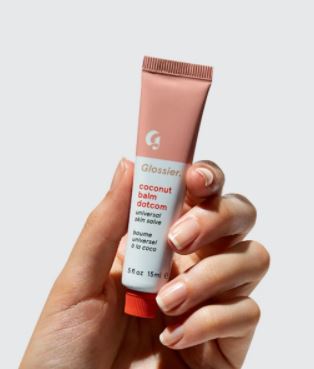 G
Glossier.
coconut
balm
dotcom
universal
skin salve
baume
universel
à la coco
.5 fl oz 15 ml